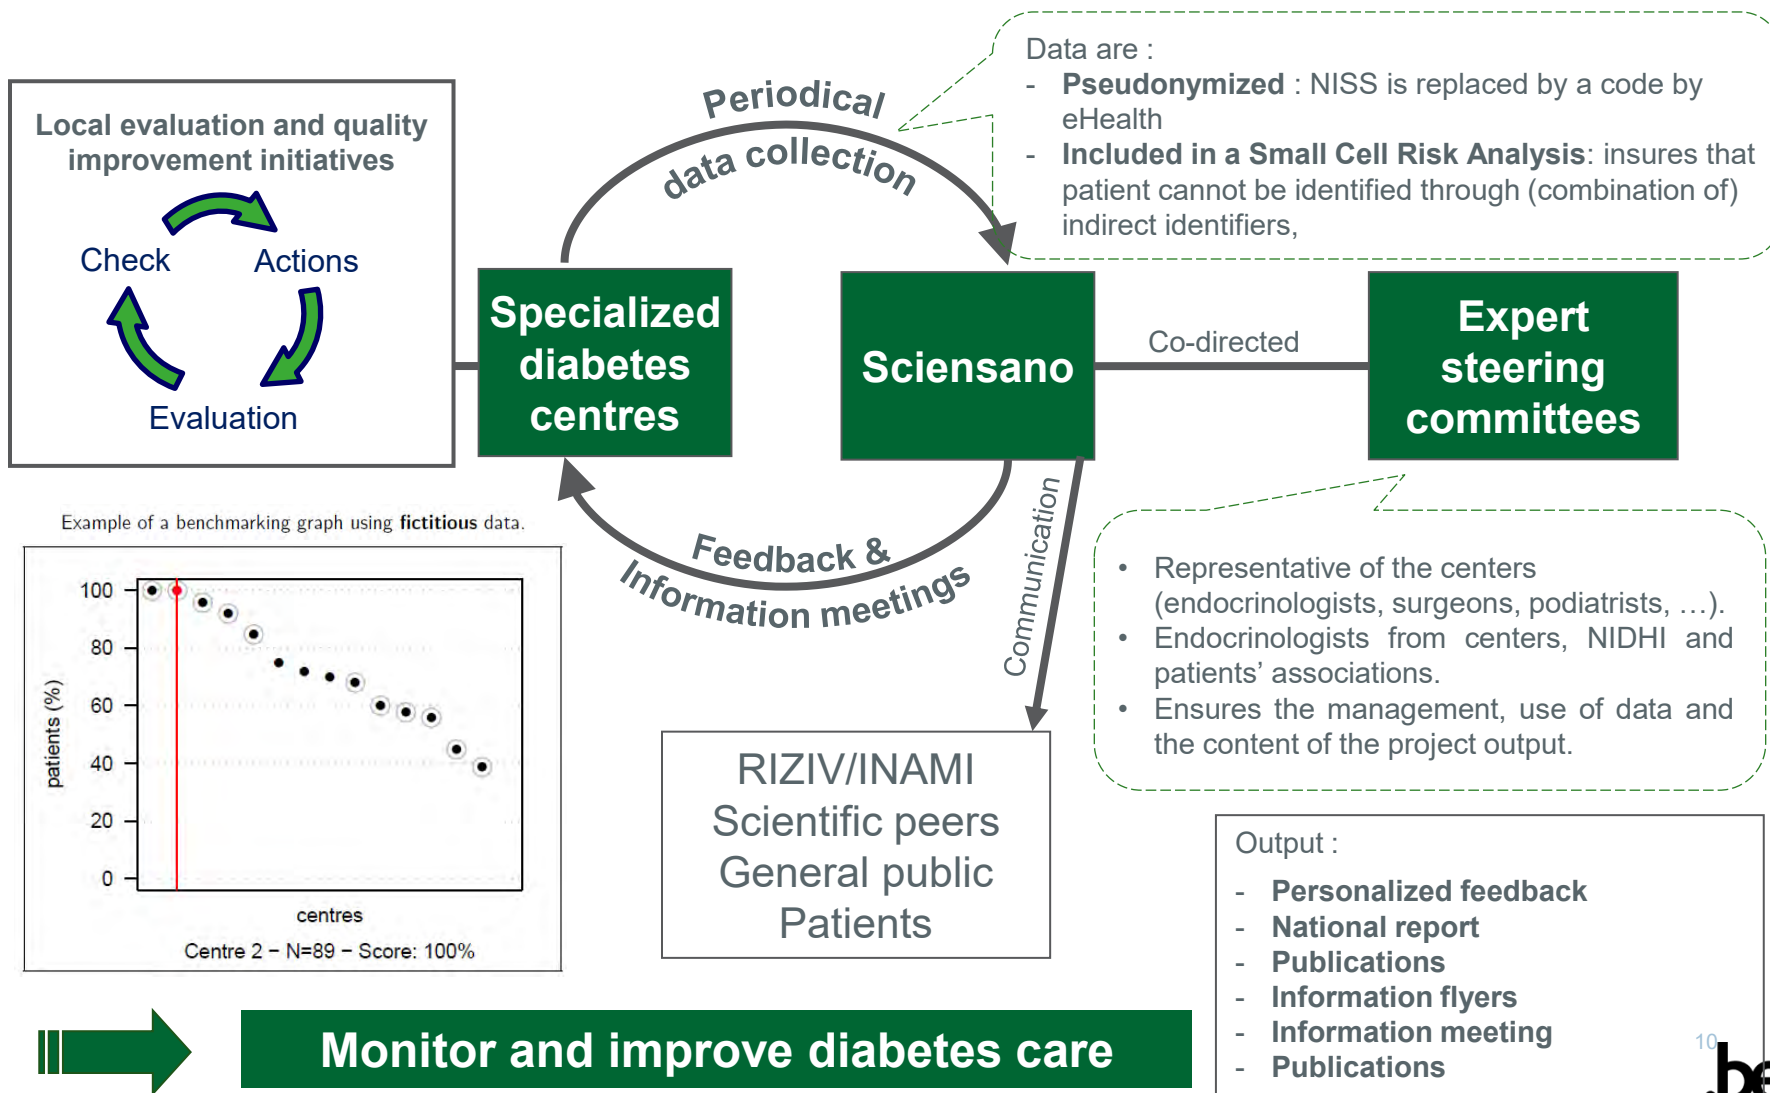 Data are :
- Pseudonymized : NISS is replaced by a code by
eHealth
- Included in a Small Cell Risk Analysis: insures that
patient cannot be identified through (combination of)
indirect identifiers,
Periodical
data collection
Local evaluation and quality
improvement initiatives
Check
Actions
Evaluation
Specialized
diabetes
centres
Sciensano
Co-directed
Expert
steering
committees
Feedback &
Information meetings
Communication
Example of a benchmarking graph using fictitious data.
100
80
60
40
20
0
patients (%)
centres
Centre 2 − N=89 − Score: 100%
• Representative of the centers
(endocrinologists, surgeons, podiatrists, …).
• Endocrinologists from centers, NIDHI and
patients’ associations.
• Ensures the management, use of data and
the content of the project output.
RIZIV/INAMI
Scientific peers
General public
Patients
Output :
- Personalized feedback
- National report
- Publications
- Information flyers
- Information meeting
- Publications
Monitor and improve diabetes care
10
.be